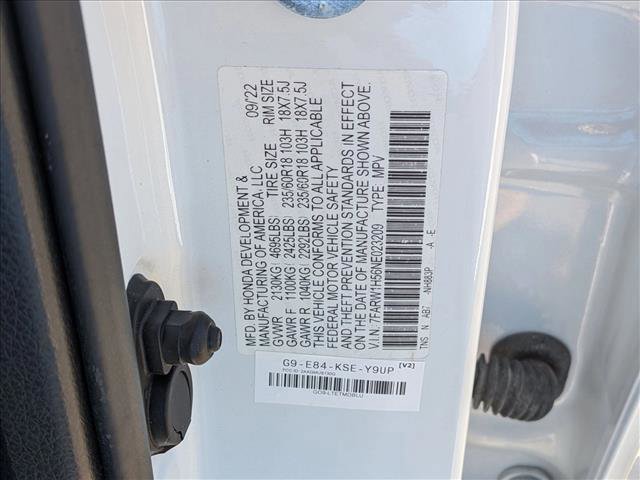 MFD. BY HONDA DEVELOPMENT & 09/22
MANUFACTURING OF AMERICA, LLC
TIRE SIZE RIM SIZE
GVWR 2130KG( 4695LBS)
GAWR F 1100KG( 2425LBS) 235/60R18 103H 18X7.5J
GAWR R 1040KG( 2292LBS) 235/60R18 103H 18X7.5J
THIS VEHICLE CONFORMS TO ALL APPLICABLE
FEDERAL MOTOR VEHICLE SAFETY
AND THEFT PREVENTION STANDARDS IN EFFECT
ON THE DATE OF MANUFACTURE SHOWN ABOVE.
V.I.N. 7FARW1H56NE023209 TYPE MPV
TNS N AB7 -NH883P -A -E
G9-E84-KSE-Y9UP [V2]